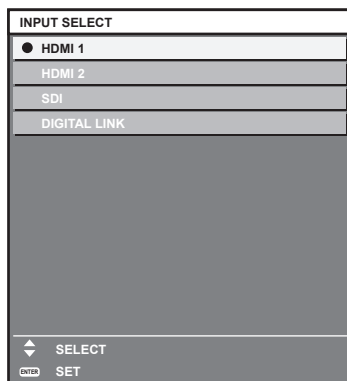 INPUT SELECT
HDMI 1
HDMI 2
SDI
DIGITAL LINK
SELECT
ENTER SET